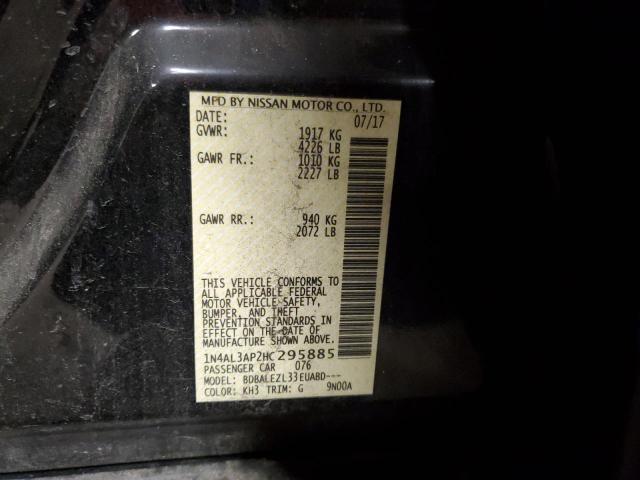 MFD BY NISSAN MOTOR CO., LTD.
DATE: 07/17
GVWR: 1917 KG
4226 LB
GAWR FR.: 1010 KG
2227 LB
GAWR RR.: 940 KG
2072 LB
THIS VEHICLE CONFORMS TO
ALL APPLICABLE FEDERAL
MOTOR VEHICLE SAFETY,
BUMPER, AND THEFT
PREVENTION STANDARDS IN
EFFECT ON THE DATE OF
MANUFACTURE SHOWN ABOVE.
1N4AL3AP2HC295885
PASSENGER CAR 076
MODEL: BDBALEZL33EUABD---
COLOR: KH3 TRIM: G 9N00A